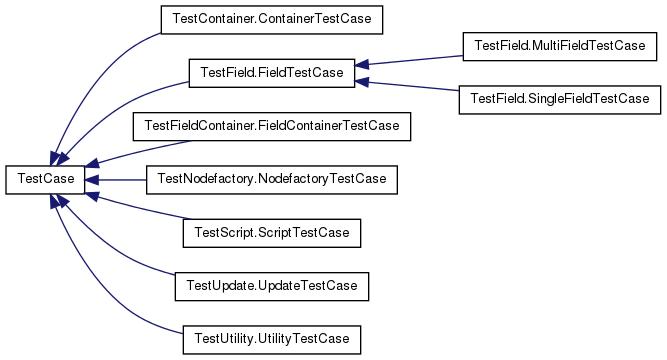 TestContainer.ContainerTestCase
TestField.MultiFieldTestCase
TestField.FieldTestCase
TestField.SingleFieldTestCase
TestFieldContainer.FieldContainerTestCase
TestCase
TestNodefactory.NodefactoryTestCase
TestScript.ScriptTestCase
TestUpdate.UpdateTestCase
TestUtility.UtilityTestCase